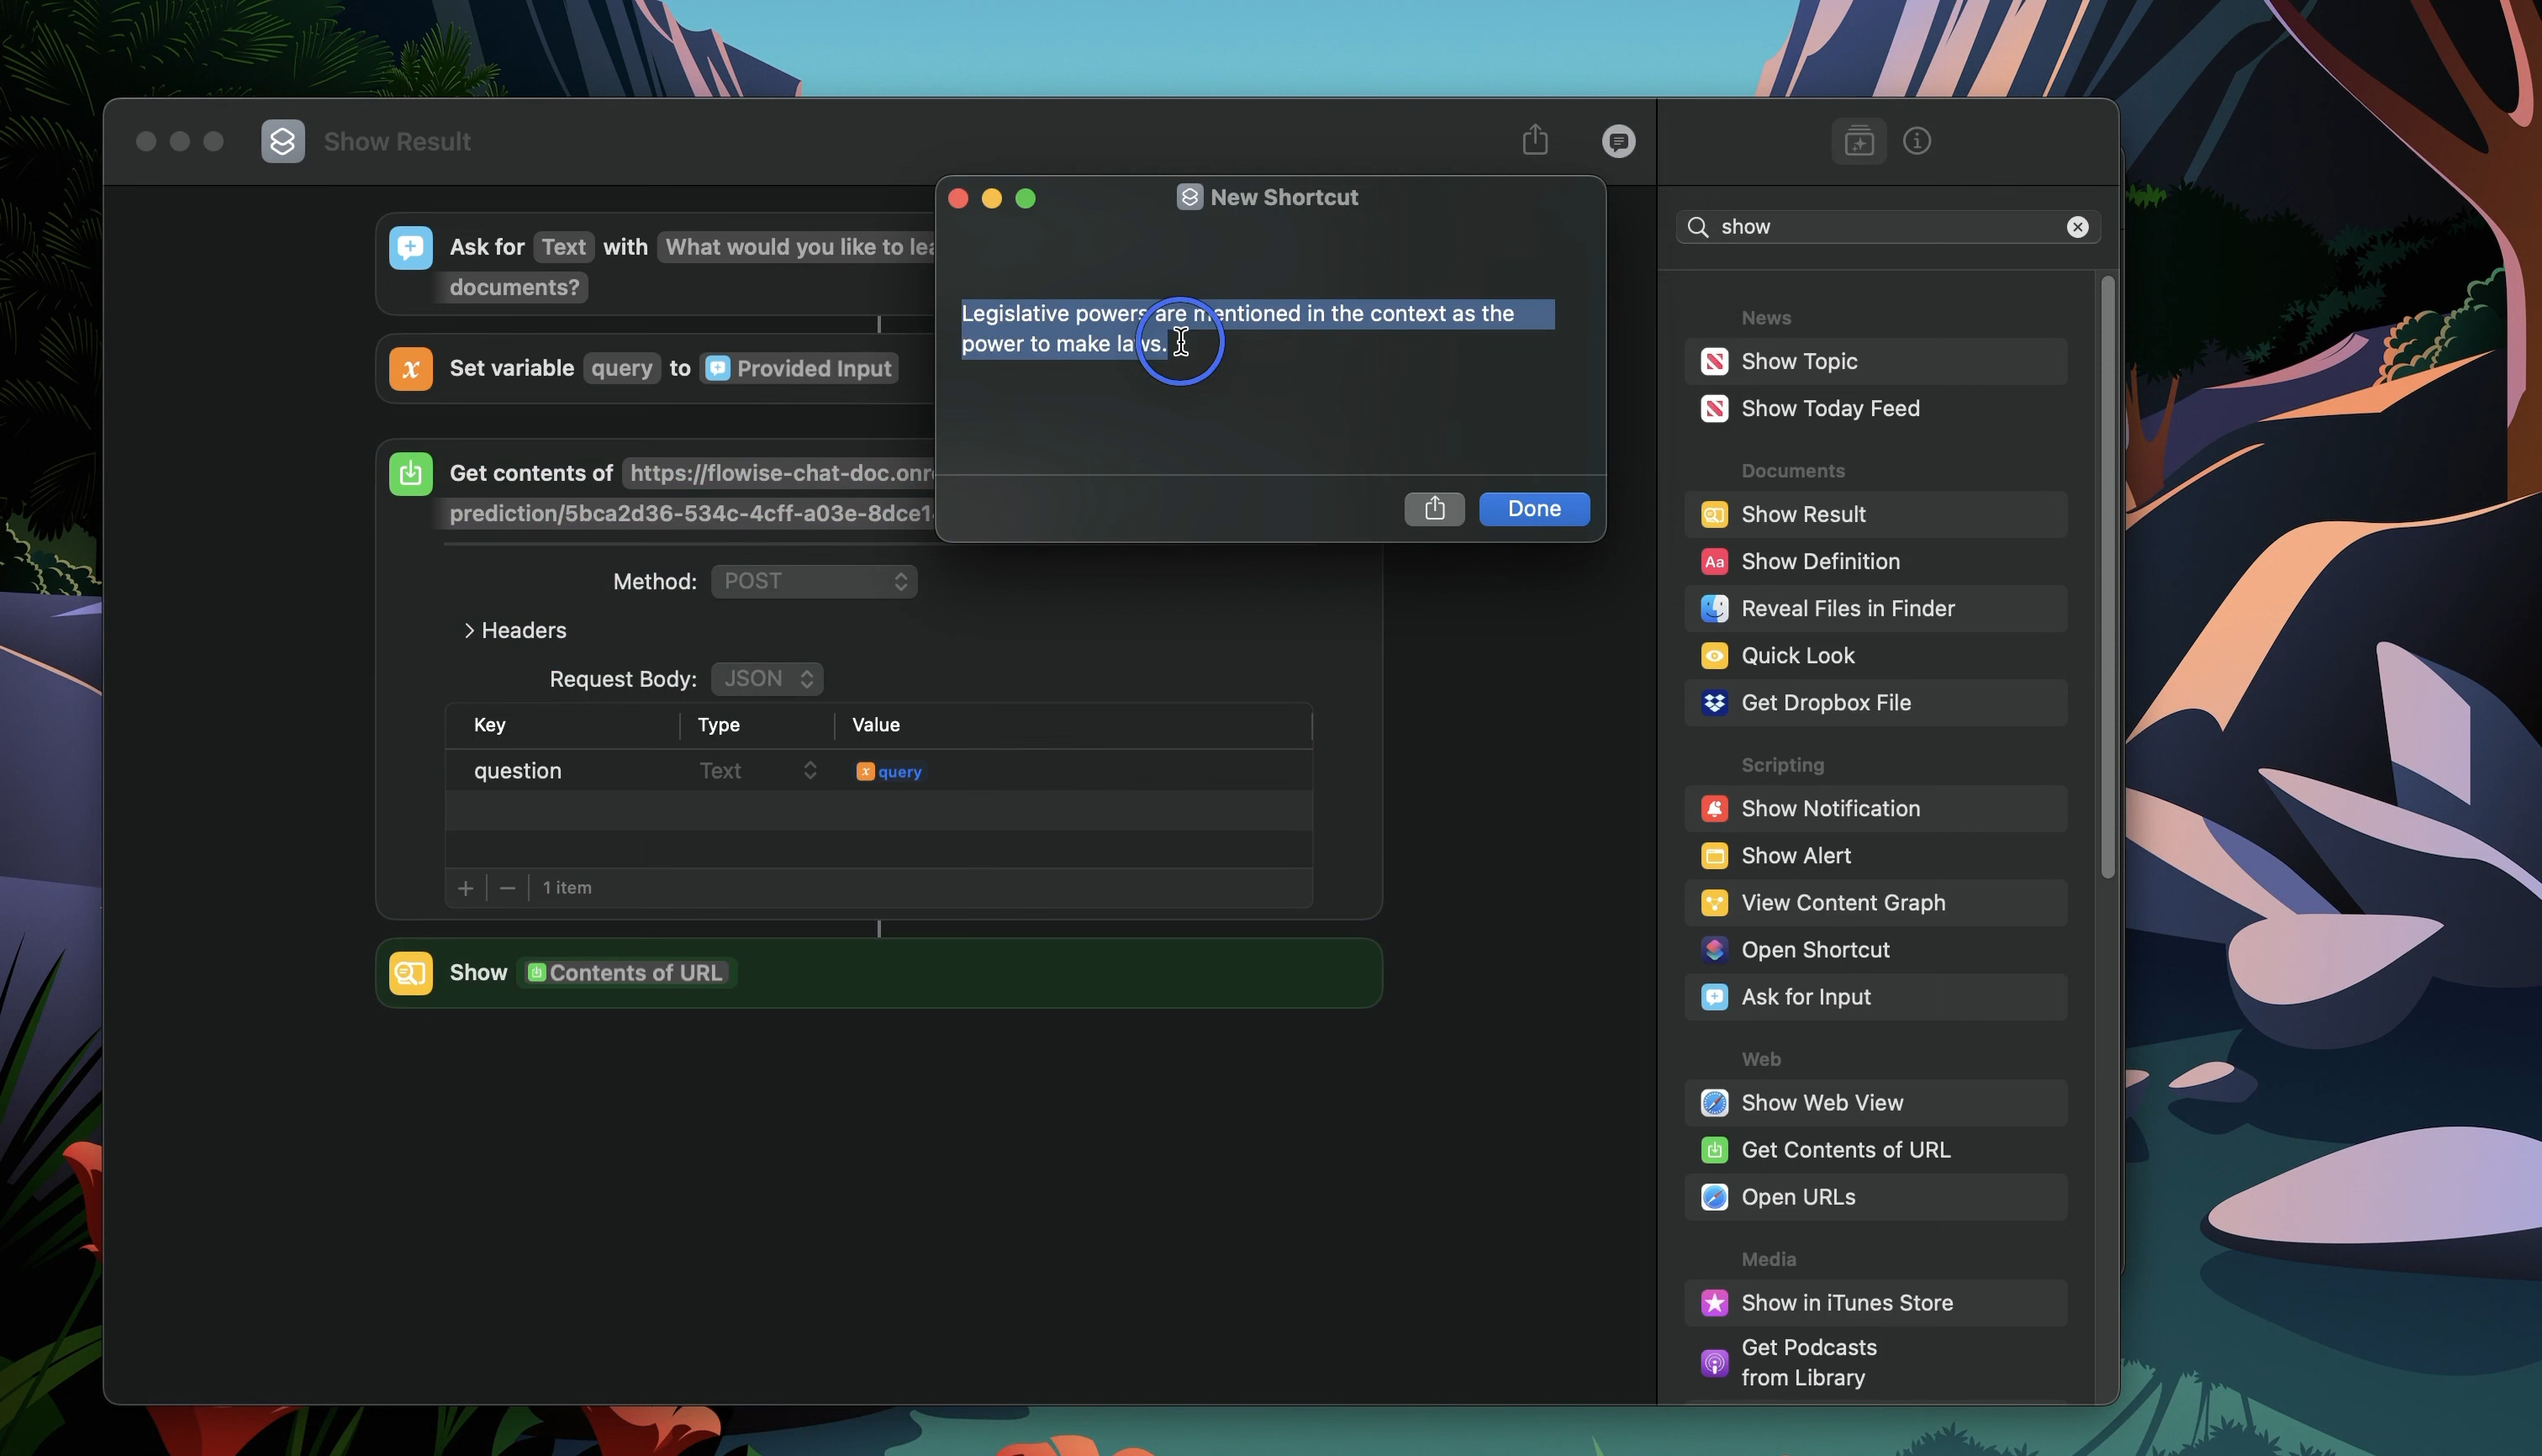 Show Result
Ask for Text with What would you like to
documents?
Set variable query to Provided Input
Get contents of https://flowise-chat-doc.onr
prediction/5bca2d36-534c-4cff-a03e-8dce1
Method: POST
Headers
Request Body: JSON
Key Type Value
question Text x query
1 item
Show Contents of URL
New Shortcut
Legislative powers are mentioned in the context as the
power to make laws.
Done
show
News
Show Topic
Show Today Feed
Documents
Show Result
Aa Show Definition
Reveal Files in Finder
Quick Look
Get Dropbox File
Scripting
Show Notification
Show Alert
View Content Graph
Open Shortcut
Ask for Input
Web
Show Web View
Get Contents of URL
Open URLs
Media
Show in iTunes Store
Get Podcasts
from Library